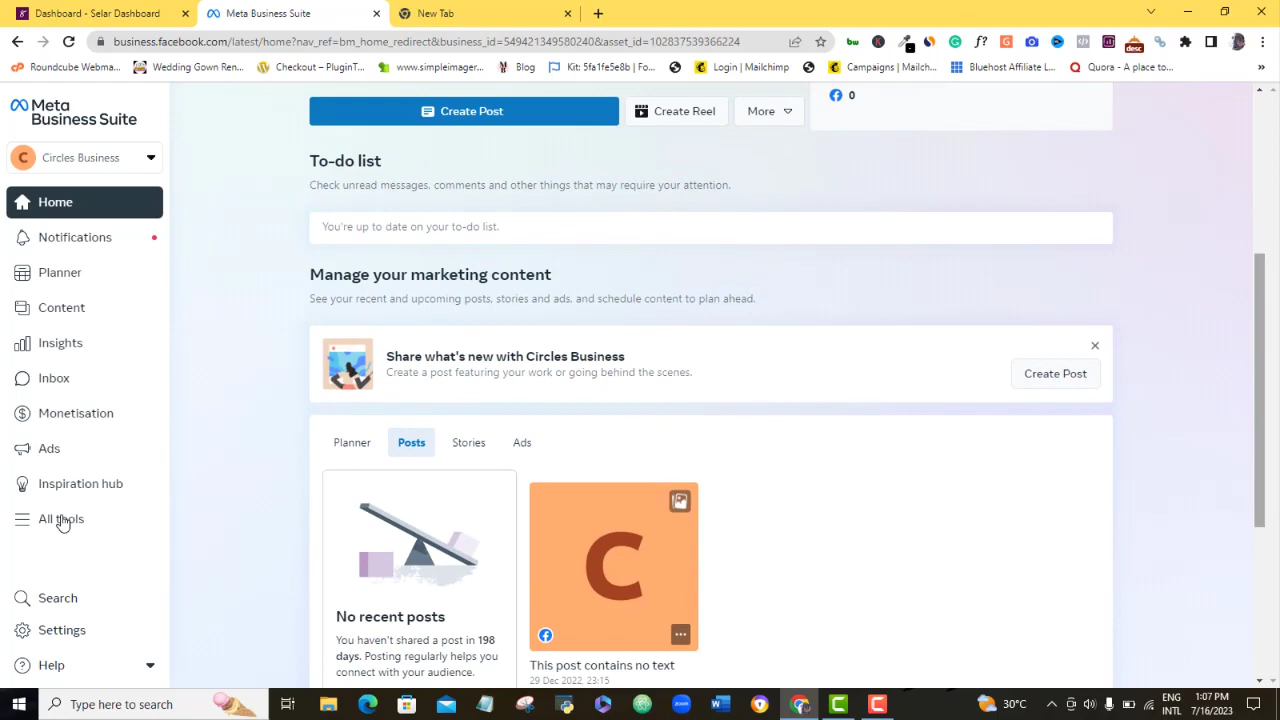 Dashboard - Selar Dashboard
Meta Business Suite
New Tab
business.facebook.com/latest/home?nav_ref=bm_home_redirect&business_id=549421349580240&asset_id=102837539366224
Roundcube Webma...
Wedding Gown Ren...
Checkout – PluginT...
www.simpleimager...
Blog
Kit: 5fa1fe5e8b | Fo...
Login | Mailchimp
Campaigns | Mailch...
Bluehost Affiliate L...
Quora - A place to...
»
Meta
Business Suite
C Circles Business
Home
Notifications
Planner
Content
Insights
Inbox
Monetisation
Ads
Inspiration hub
All tools
Search
Settings
Help
Create Post
Create Reel
More
0
To-do list
Check unread messages, comments and other things that may require your attention.
You're up to date on your to-do list.
Manage your marketing content
See your recent and upcoming posts, stories and ads, and schedule content to plan ahead.
Share what's new with Circles Business
Create a post featuring your work or going behind the scenes.
Create Post
Planner
Posts
Stories
Ads
No recent posts
You haven't shared a post in 198
days. Posting regularly helps you
connect with your audience.
C
This post contains no text
29 Dec 2022, 23:15
Type here to search
30°C
ENG
INTL
1:07 PM
7/16/2023